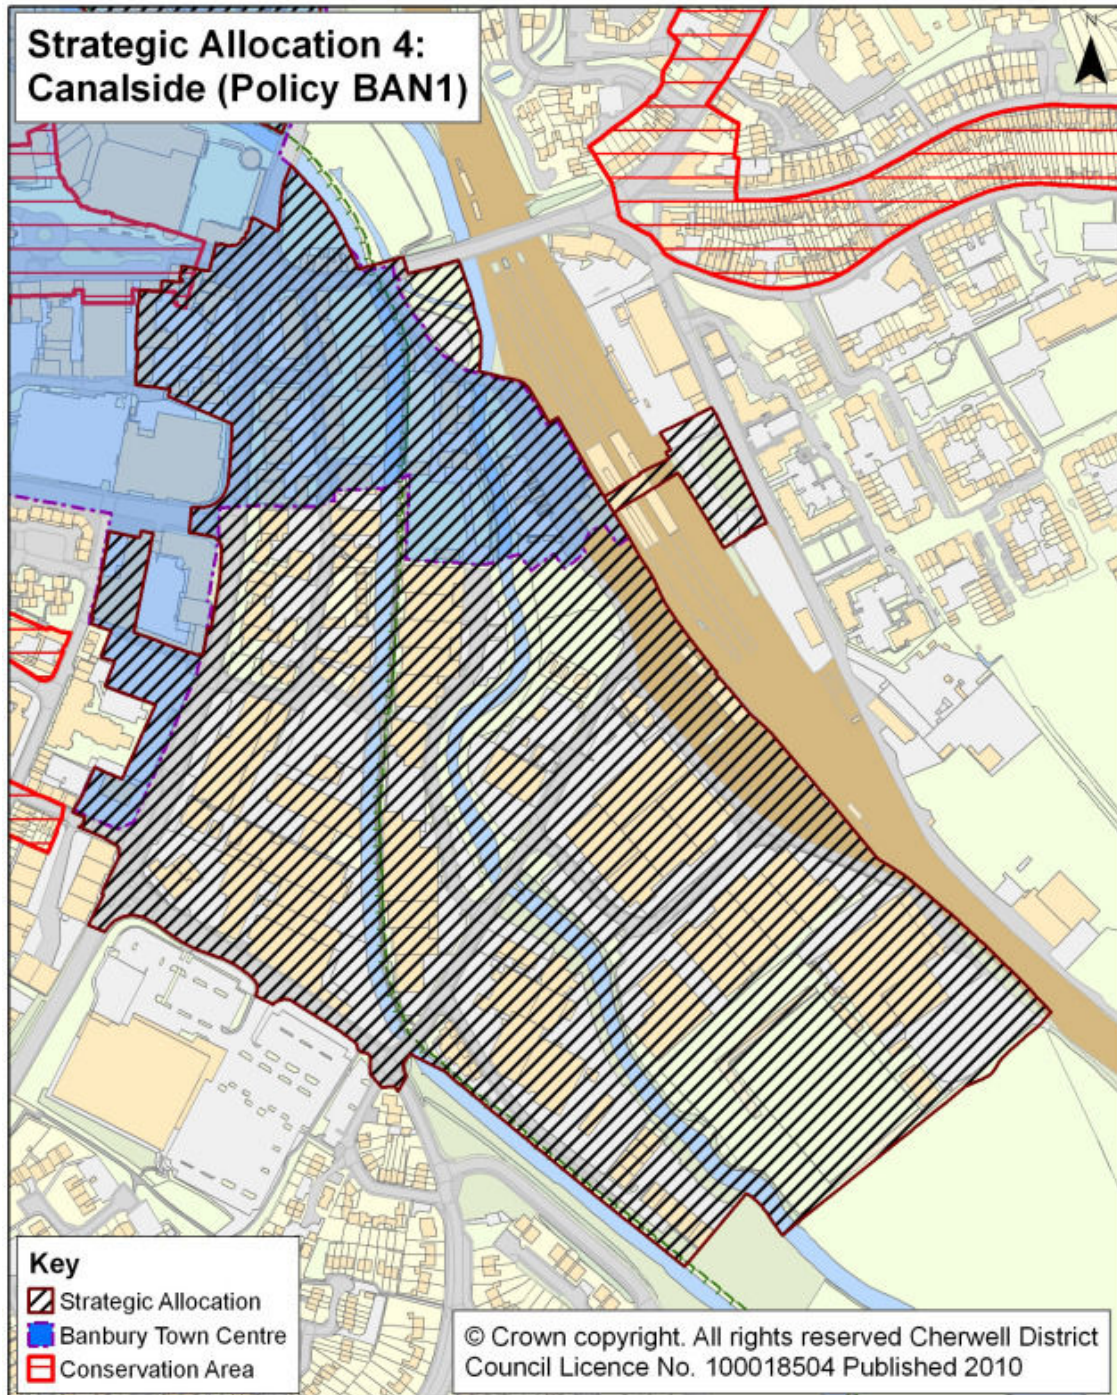 Strategic Allocation 4:
Canalside (Policy BAN1)
N
Key
Strategic Allocation
Banbury Town Centre
Conservation Area
© Crown copyright. All rights reserved Cherwell District
Council Licence No. 100018504 Published 2010